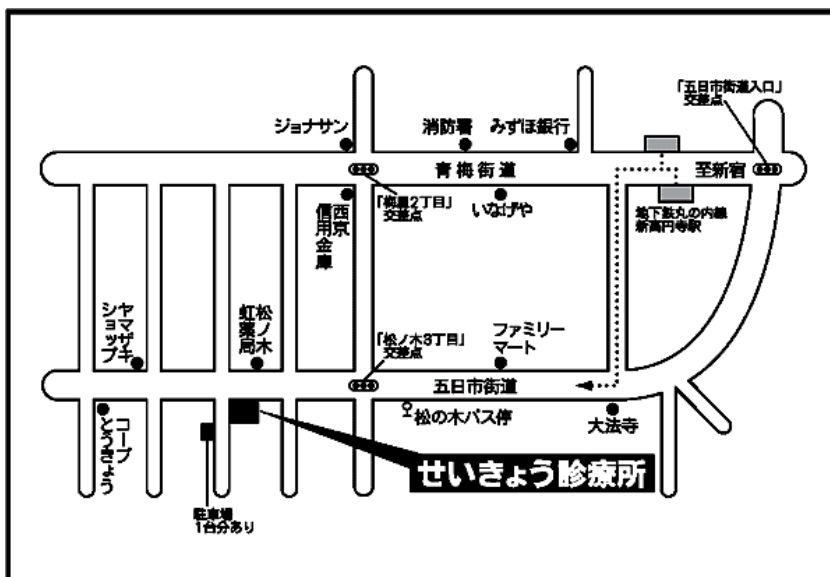 「五日市街道入口」
交差点
ジョナサン
消防署
みずほ銀行
青梅街道
至新宿
「梅里2丁目」
交差点
いなげや
地下鉄丸の内線
新高円寺駅
西京
信用金庫
ヤマザキ
ショップ
松ノ木
虹薬局
「松ノ木3丁目」
交差点
ファミリー
マート
五日市街道
コープ
とうきょう
松の木バス停
大法寺
せいきょう診療所
駐車場
1台分あり